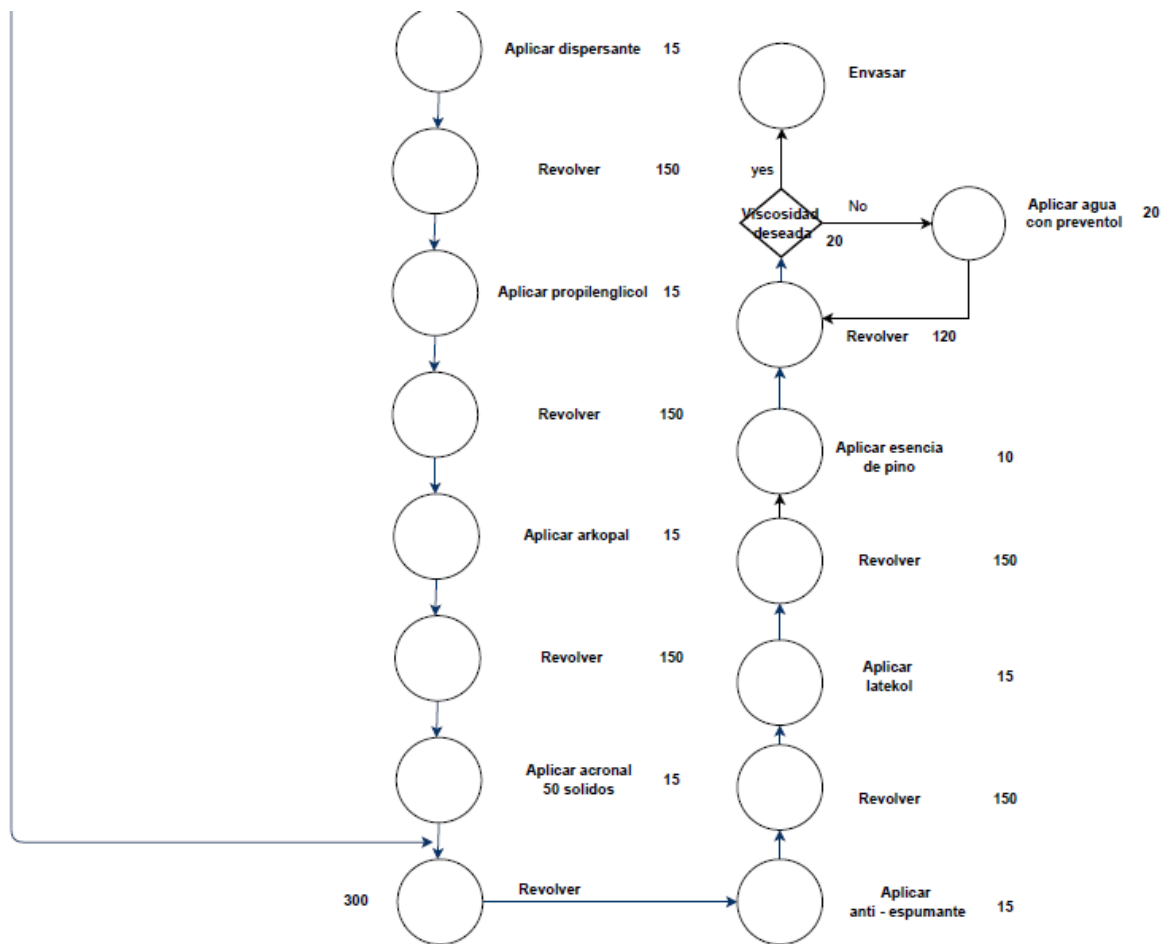 Aplicar dispersante 15
Revolver 150
Aplicar propilenglicol 15
Revolver 150
Aplicar arkopal 15
Revolver 150
Aplicar acronal
50 solidos 15
300
Revolver
Envasar
yes
Viscosidad
deseada 20
No
Aplicar agua
con preventol 20
Revolver 120
Aplicar esencia
de pino 10
Revolver 150
Aplicar
latekol 15
Revolver 150
Aplicar
anti - espumante 15